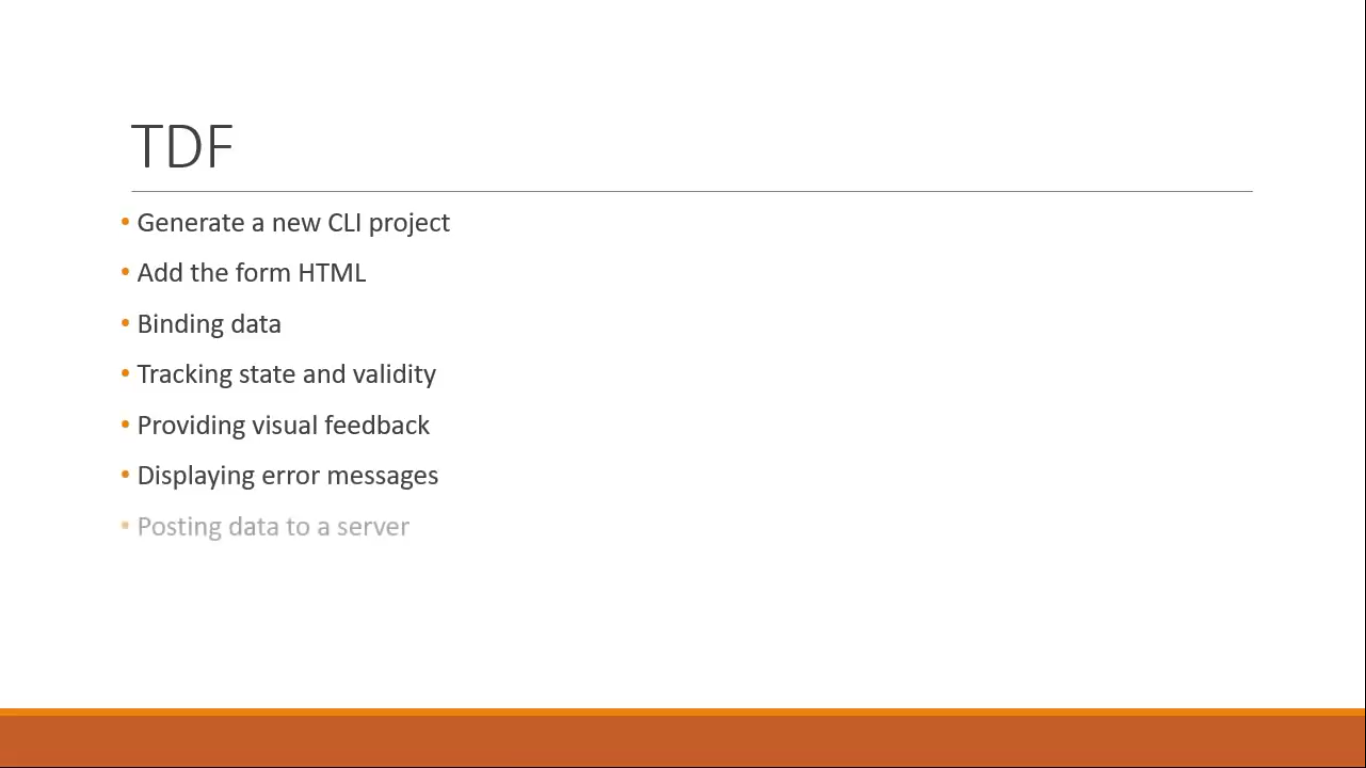 TDF
• Generate a new CLI project
• Add the form HTML
• Binding data
• Tracking state and validity
• Providing visual feedback
• Displaying error messages
• Posting data to a server